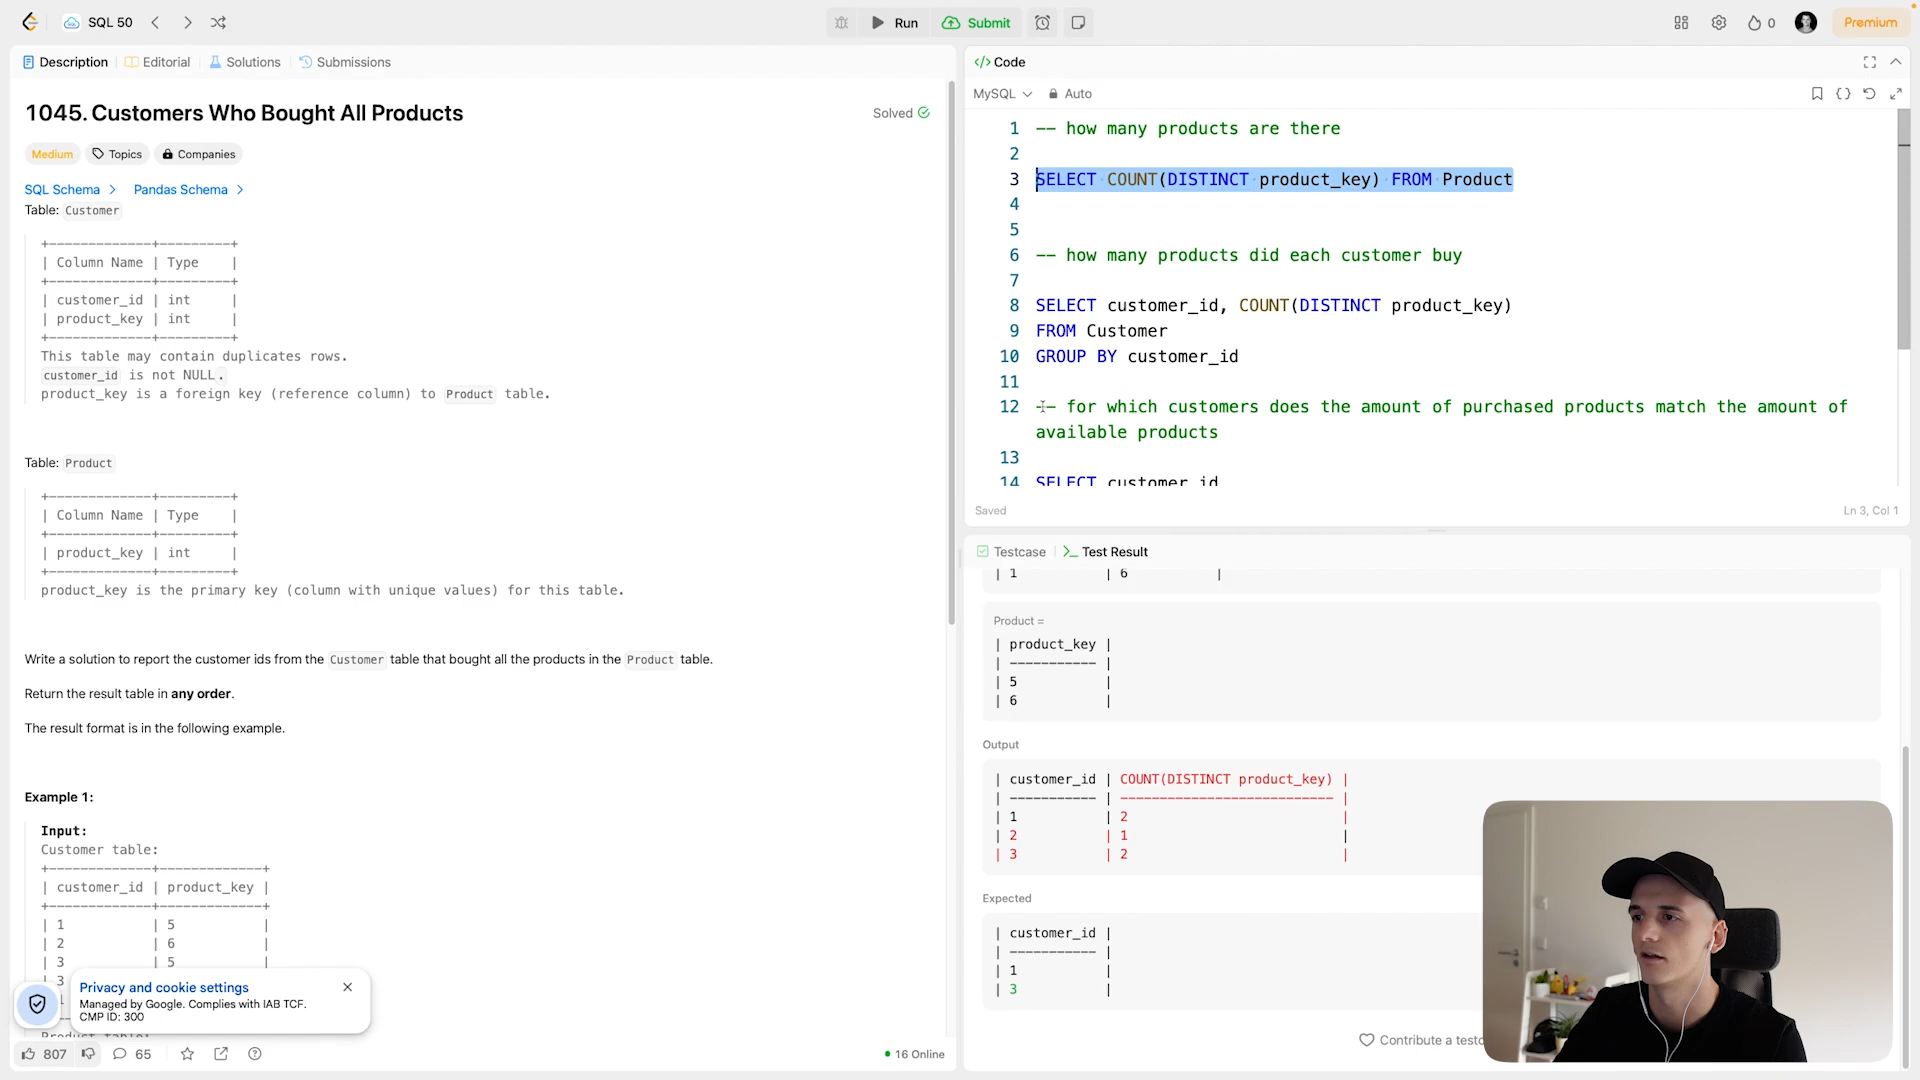 SQL 50
Run
Submit
0
Premium
Description
Editorial
Solutions
Submissions
1045. Customers Who Bought All Products
Solved
Medium
Topics
Companies
SQL Schema >
Pandas Schema >
Table: Customer
+-------------+---------+
| Column Name | Type    |
+-------------+---------+
| customer_id | int
| product_key | int
+-------------+---------+
This table may contain duplicates rows.
customer_id is not NULL.
product_key is a foreign key (reference column) to Product table.
Table: Product
+-------------+---------+
| Column Name | Type    |
+-------------+---------+
| product_key | int     |
+-------------+---------+
product_key is the primary key (column with unique values) for this table.
Write a solution to report the customer ids from the Customer table that bought all the products in the Product table.
Return the result table in any order.
The result format is in the following example.
Example 1:
Input:
Customer table:
+-------------+-------------+
| customer_id | product_key |
+-------------+-------------+
| 1           | 5           |
| 2           | 6           |
| 3           | 5           |
Privacy and cookie settings
Managed by Google. Complies with IAB TCF.
CMP ID: 300
Product table:
807
65
16 Online
</> Code
MySQL
Auto
1 -- how many products are there
2
3 SELECT COUNT(DISTINCT product_key) FROM Product
4
5
6 -- how many products did each customer buy
7
8 SELECT customer_id, COUNT(DISTINCT product_key)
9 FROM Customer
10 GROUP BY customer_id
11
12 -- for which customers does the amount of purchased products match the amount of
available products
13
14 SELECT customer_id
Saved
Ln 3, Col 1
Testcase
>_ Test Result
| 1           | 6           |
Product =
| product_key |
| ----------- |
| 5           |
| 6           |
Output
| customer_id | COUNT(DISTINCT product_key) |
| ----------- | --------------------------- |
| 1           | 2                           |
| 2           | 1                           |
| 3           | 2                           |
Expected
| customer_id |
| ----------- |
| 1           |
| 3           |
Contribute a